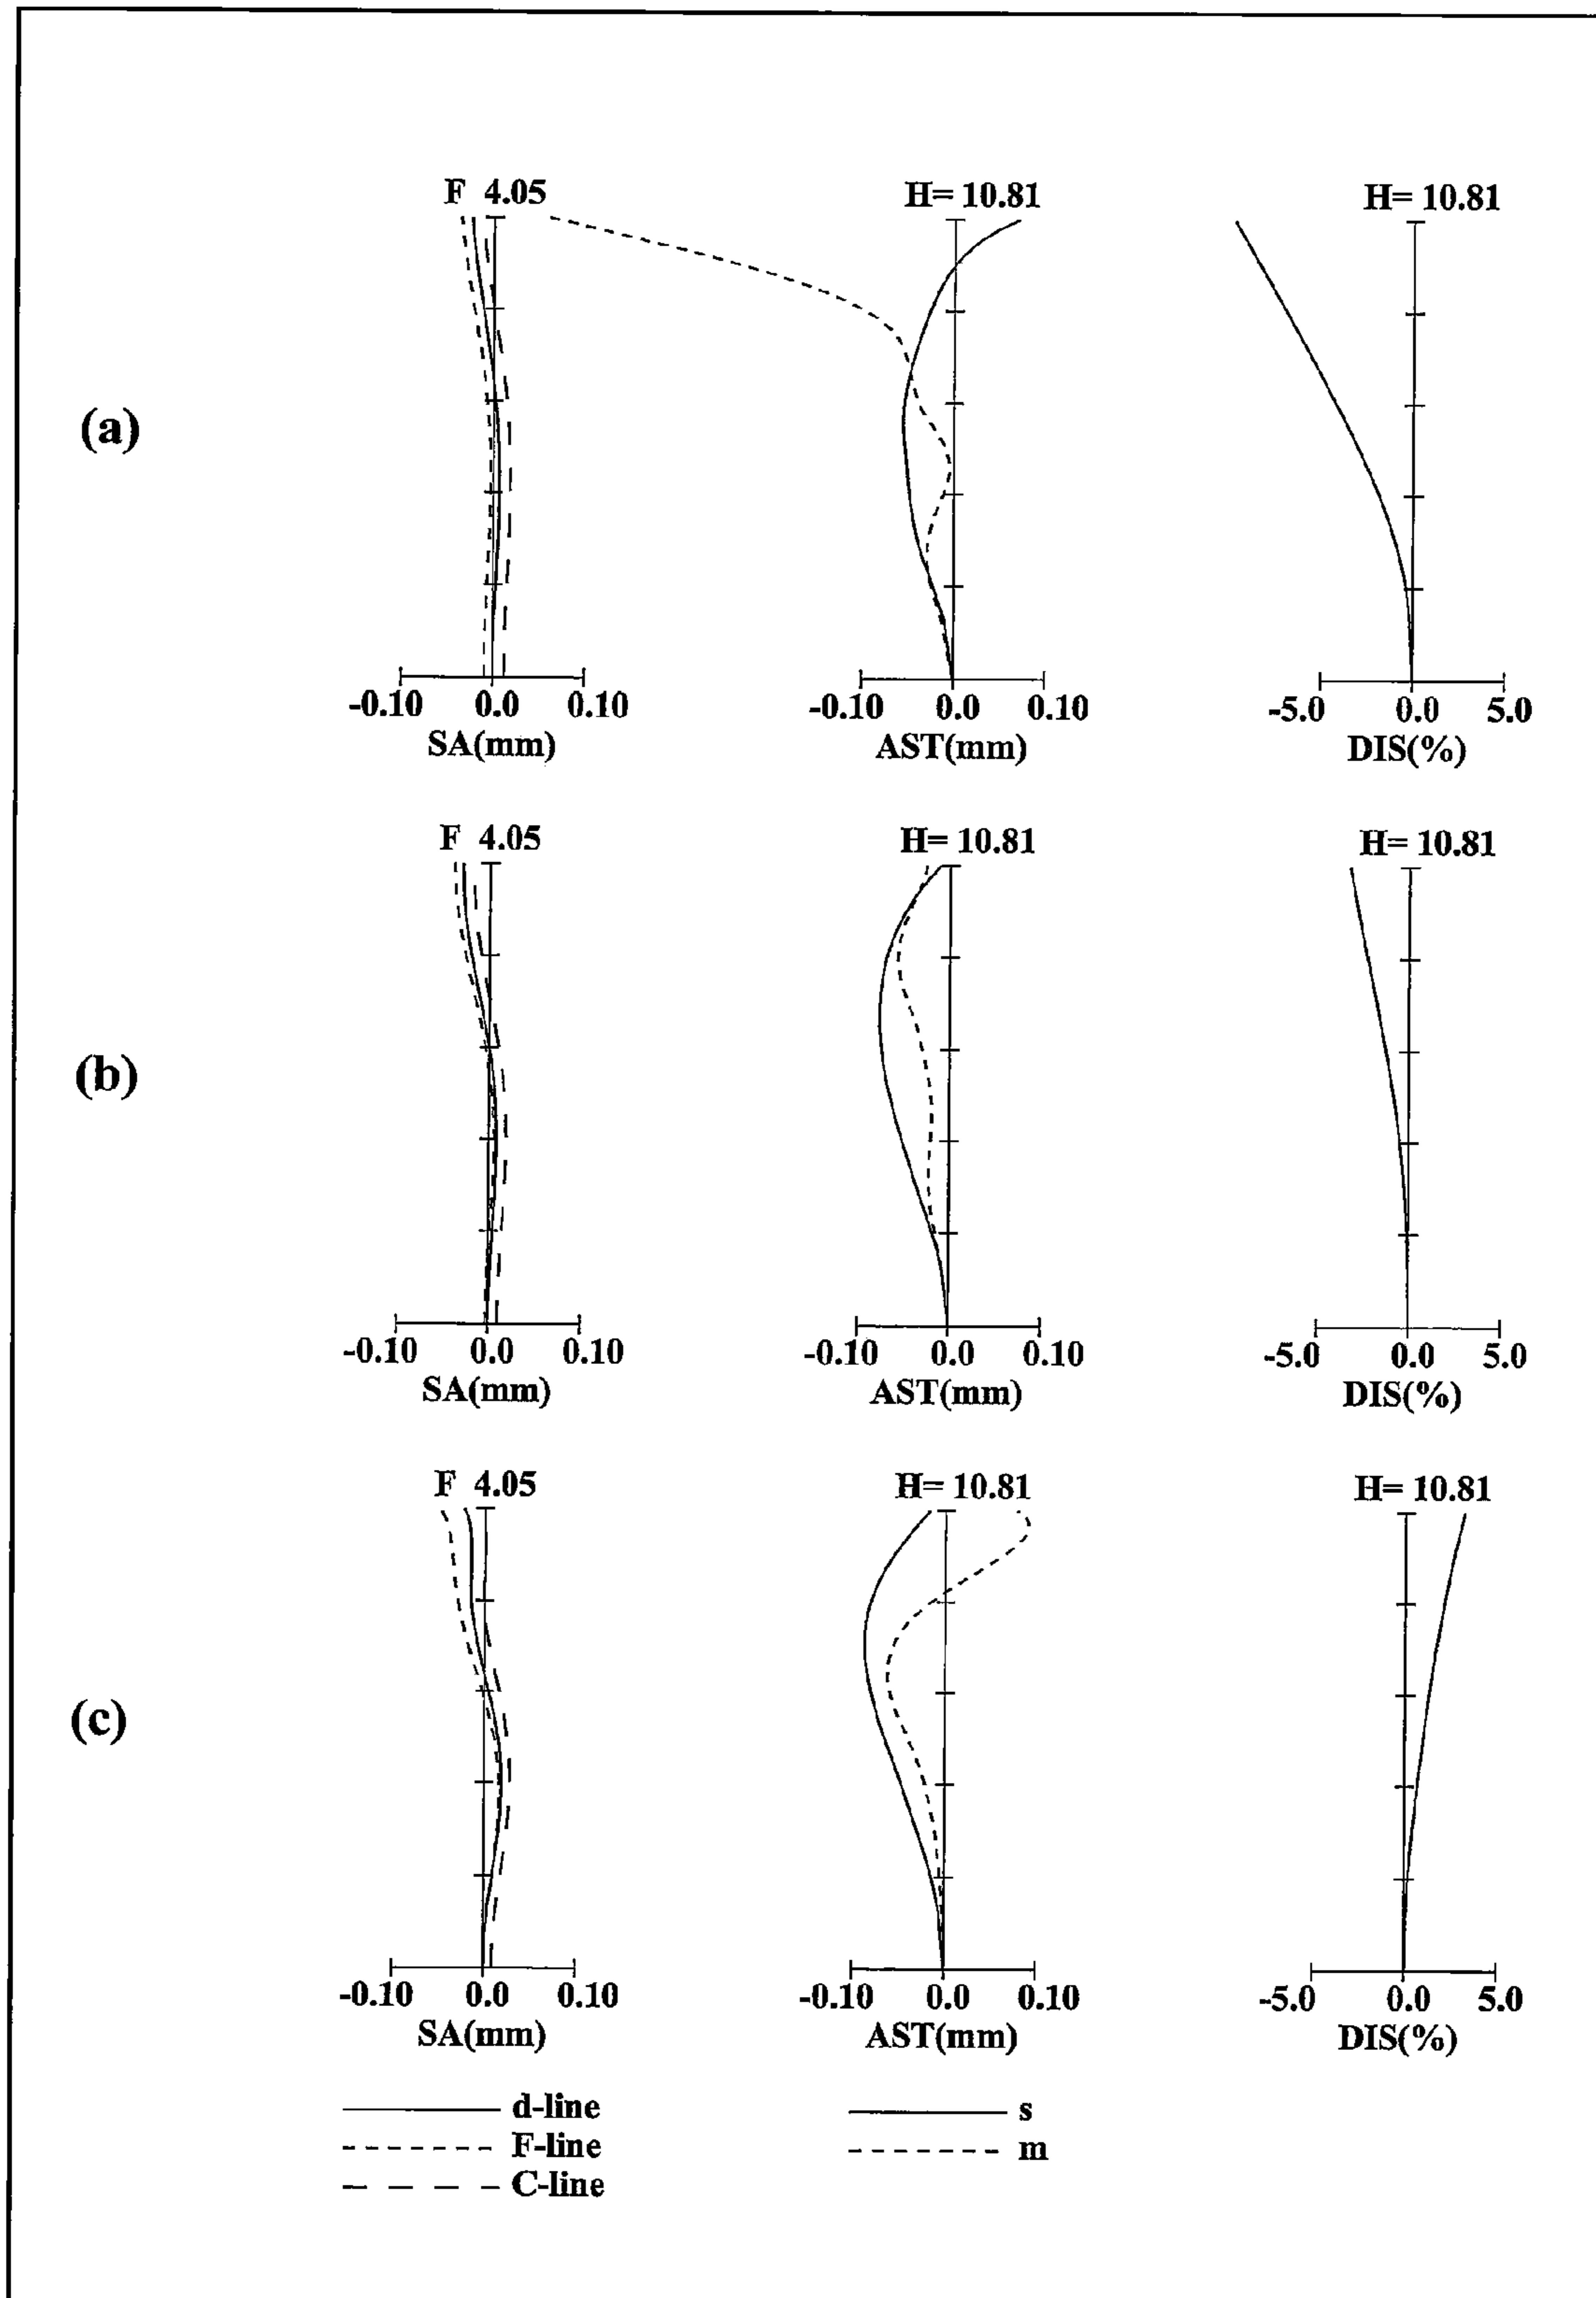 F 4.05 H= 10.81 H= 10.81
(a)
-0.10 0.0 0.10 -0.10 0.0 0.10 -5.0 0.0 5.0
SA(mm) AST(mm) DIS(%)
F 4.05 H= 10.81 H= 10.81
(b)
-0.10 0.0 0.10 -0.10 0.0 0.10 -5.0 0.0 5.0
SA(mm) AST(mm) DIS(%)
F 4.05 H= 10.81 H= 10.81
(c)
-0.10 0.0 0.10 -0.10 0.0 0.10 -5.0 0.0 5.0
SA(mm) AST(mm) DIS(%)
d-line s
F-line m
C-line